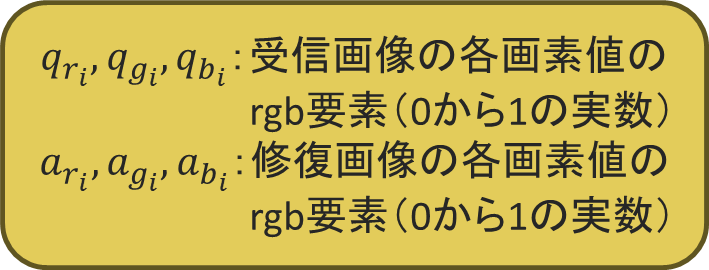 q_{r_i}, q_{g_i}, q_{b_i}：受信画像の各画素値の
rgb要素（0から1の実数）
a_{r_i}, a_{g_i}, a_{b_i}：修復画像の各画素値の
rgb要素（0から1の実数）